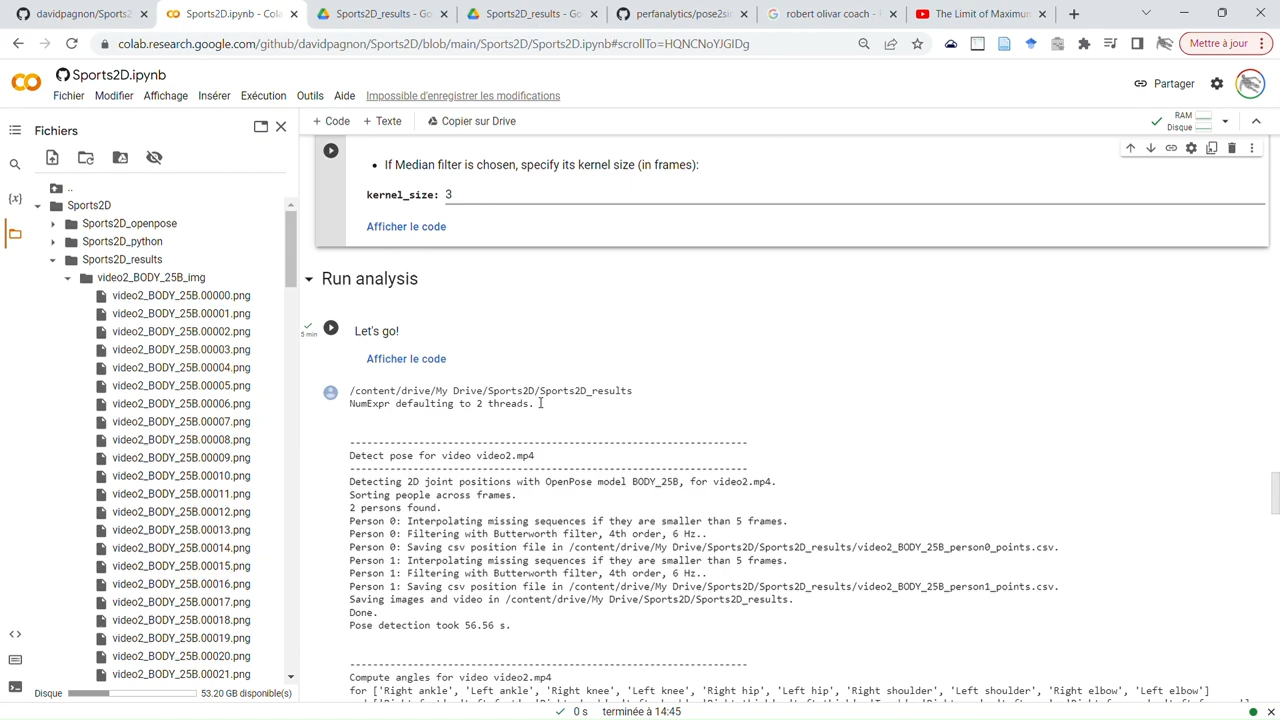 davidpagnon/Sports2
Sports2D.ipynb - Cola
Sports2D_results - Go
Sports2D_results - Go
perfanalytics/pose2si
robert olivar coach -
The Limit of Maximum
colab.research.google.com/github/davidpagnon/Sports2D/blob/main/Sports2D/Sports2D.ipynb#scrollTo=HQNCNoYJGIDg
Mettre à jour
Sports2D.ipynb
Partager
Fichier Modifier Affichage Insérer Exécution Outils Aide Impossible d'enregistrer les modifications
Fichiers
+ Code + Texte Copier sur Drive
RAM
Disque
..
Sports2D
Sports2D_openpose
Sports2D_python
Sports2D_results
video2_BODY_25B_img
video2_BODY_25B.00000.png
video2_BODY_25B.00001.png
video2_BODY_25B.00002.png
video2_BODY_25B.00003.png
video2_BODY_25B.00004.png
video2_BODY_25B.00005.png
video2_BODY_25B.00006.png
video2_BODY_25B.00007.png
video2_BODY_25B.00008.png
video2_BODY_25B.00009.png
video2_BODY_25B.00010.png
video2_BODY_25B.00011.png
video2_BODY_25B.00012.png
video2_BODY_25B.00013.png
video2_BODY_25B.00014.png
video2_BODY_25B.00015.png
video2_BODY_25B.00016.png
video2_BODY_25B.00017.png
video2_BODY_25B.00018.png
video2_BODY_25B.00019.png
video2_BODY_25B.00020.png
video2_BODY_25B.00021.png
Disque 53.20 GB disponible(s)
• If Median filter is chosen, specify its kernel size (in frames):
kernel_size: 3
Afficher le code
Run analysis
5 min
Let's go!
Afficher le code
/content/drive/My Drive/Sports2D/Sports2D_results
NumExpr defaulting to 2 threads.
---------------------------------------------------------------------
Detect pose for video video2.mp4
---------------------------------------------------------------------
Detecting 2D joint positions with OpenPose model BODY_25B, for video2.mp4.
Sorting people across frames.
2 persons found.
Person 0: Interpolating missing sequences if they are smaller than 5 frames.
Person 0: Filtering with Butterworth filter, 4th order, 6 Hz..
Person 0: Saving csv position file in /content/drive/My Drive/Sports2D/Sports2D_results/video2_BODY_25B_person0_points.csv.
Person 1: Interpolating missing sequences if they are smaller than 5 frames.
Person 1: Filtering with Butterworth filter, 4th order, 6 Hz..
Person 1: Saving csv position file in /content/drive/My Drive/Sports2D/Sports2D_results/video2_BODY_25B_person1_points.csv.
Saving images and video in /content/drive/My Drive/Sports2D/Sports2D_results.
Done.
Pose detection took 56.56 s.
---------------------------------------------------------------------
Compute angles for video video2.mp4
for ['Right ankle', 'Left ankle', 'Right knee', 'Left knee', 'Right hip', 'Left hip', 'Right shoulder', 'Left shoulder', 'Right elbow', 'Left elbow']
0 s terminée à 14:45